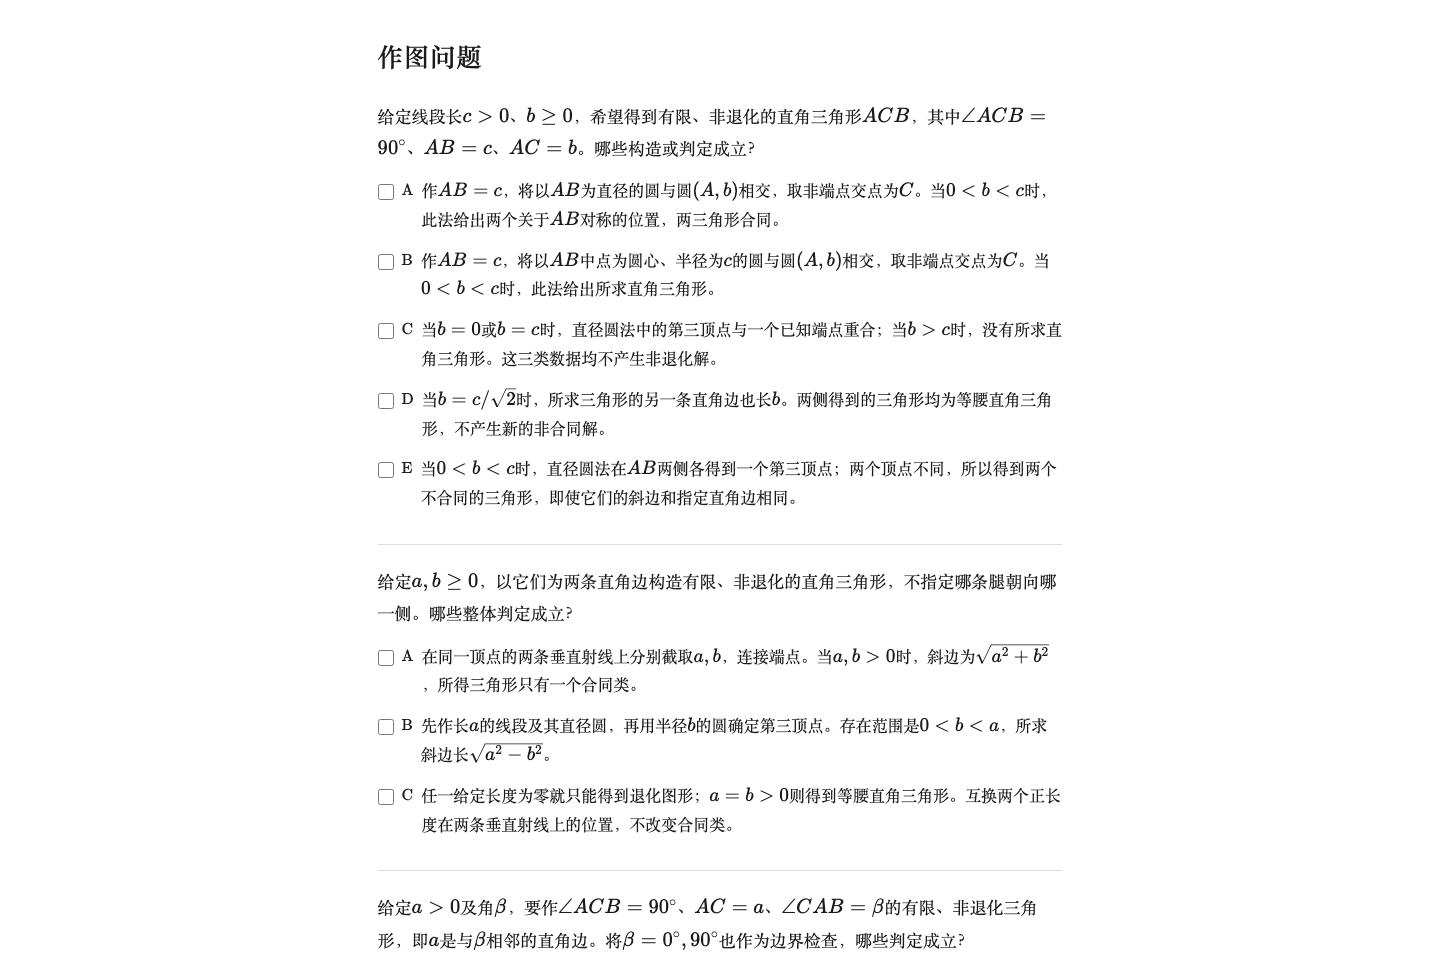 作图问题
给定线段长c > 0、b ≥ 0，希望得到有限、非退化的直角三角形ACB，其中∠ACB =
90°、AB = c、AC = b。哪些构造或判定成立？
A 作AB = c，将以AB为直径的圆与圆(A, b)相交，取非端点交点为C。当0 < b < c时，
此法给出两个关于AB对称的位置，两三角形合同。
B 作AB = c，将以AB中点为圆心、半径为c的圆与圆(A, b)相交，取非端点交点为C。当
0 < b < c时，此法给出所求直角三角形。
C 当b = 0或b = c时，直径圆法中的第三顶点与一个已知端点重合；当b > c时，没有所求直
角三角形。这三类数据均不产生非退化解。
D 当b = c/√2时，所求三角形的另一条直角边也长b。两侧得到的三角形均为等腰直角三角
形，不产生新的非合同解。
E 当0 < b < c时，直径圆法在AB两侧各得到一个第三顶点；两个顶点不同，所以得到两个
不合同的三角形，即使它们的斜边和指定直角边相同。
给定a, b ≥ 0，以它们为两条直角边构造有限、非退化的直角三角形，不指定哪条腿朝向哪
一侧。哪些整体判定成立？
A 在同一顶点的两条垂直射线上分别截取a, b，连接端点。当a, b > 0时，斜边为√(a² + b²)
，所得三角形只有一个合同类。
B 先作长a的线段及其直径圆，再用半径b的圆确定第三顶点。存在范围是0 < b < a，所求
斜边长√(a² − b²)。
C 任一给定长度为零就只能得到退化图形；a = b > 0则得到等腰直角三角形。互换两个正长
度在两条垂直射线上的位置，不改变合同类。
给定a > 0及角β，要作∠ACB = 90°、AC = a、∠CAB = β的有限、非退化三角
形，即a是与β相邻的直角边。将β = 0°, 90°也作为边界检查，哪些判定成立？